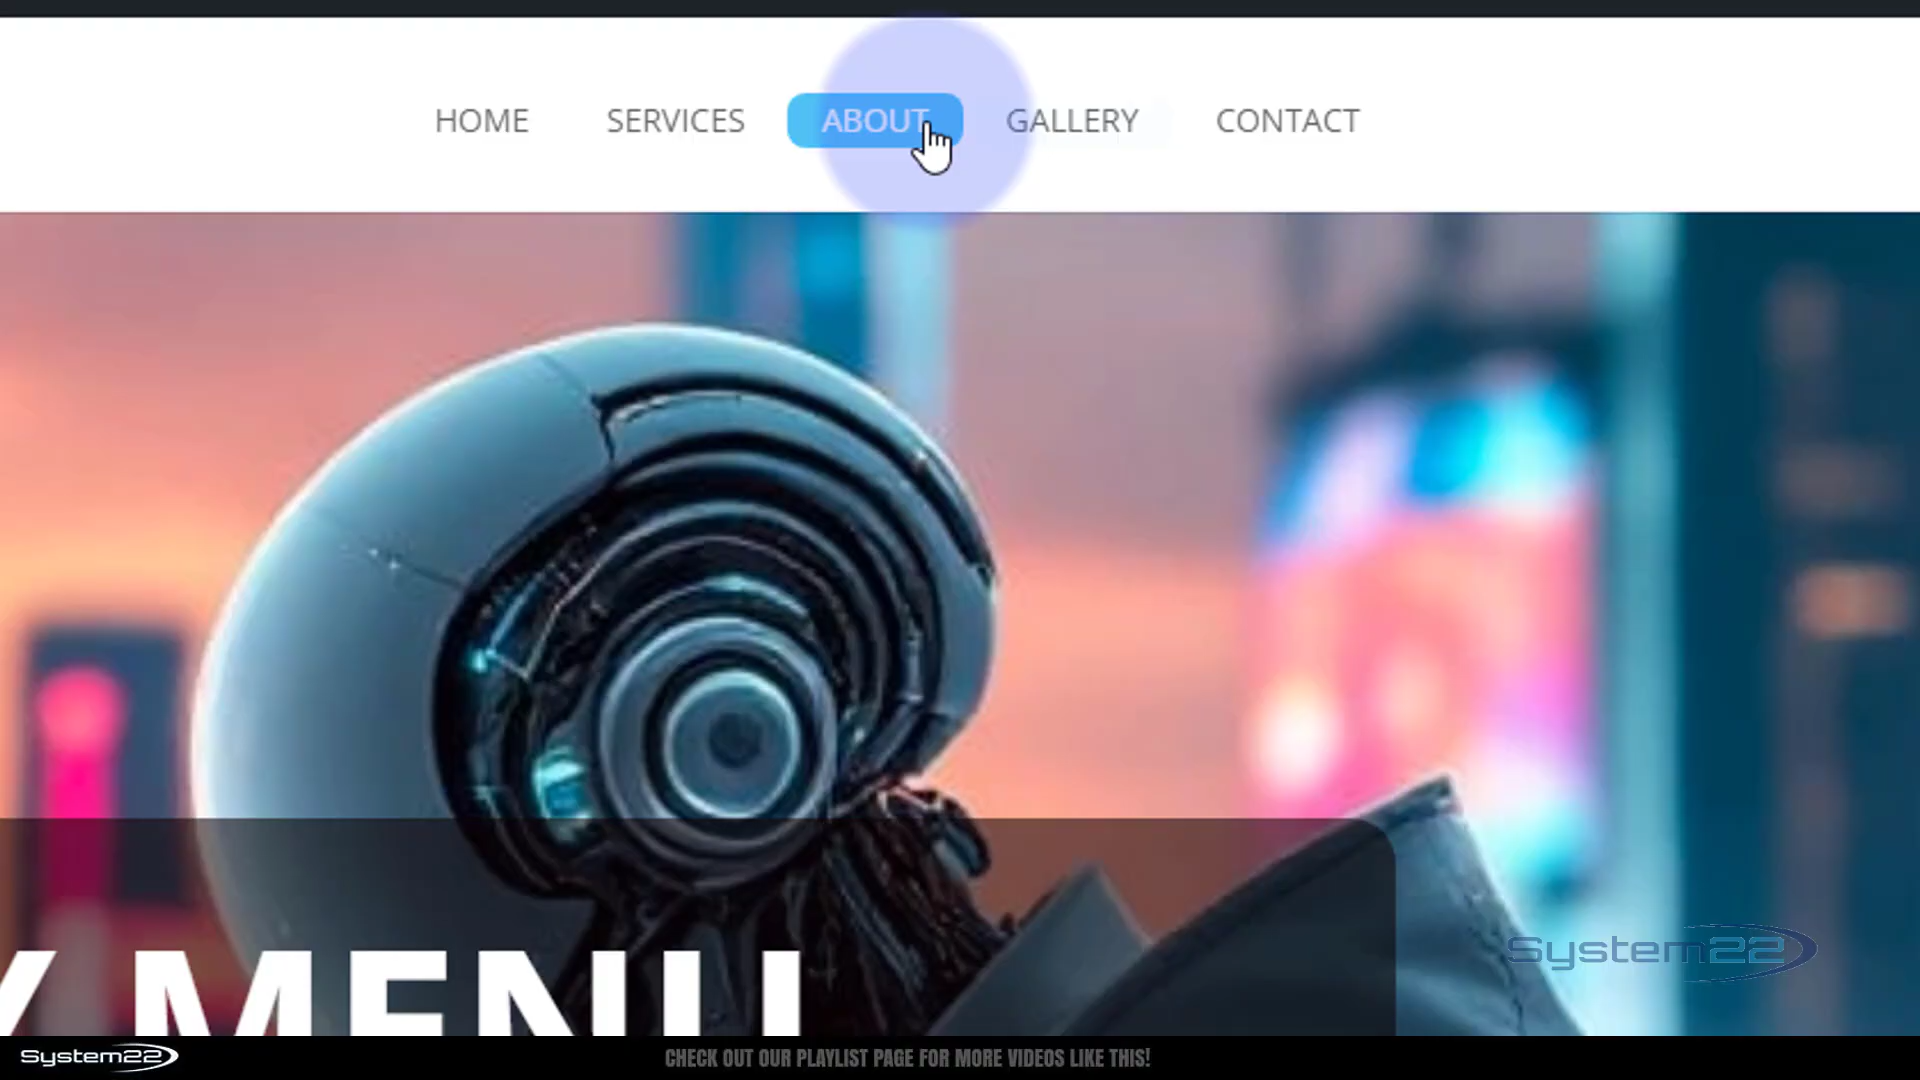 HOME SERVICES ABOUT GALLERY CONTACT
Y MENU
System22
System22 CHECK OUT OUR PLAYLIST PAGE FOR MORE VIDEOS LIKE THIS!